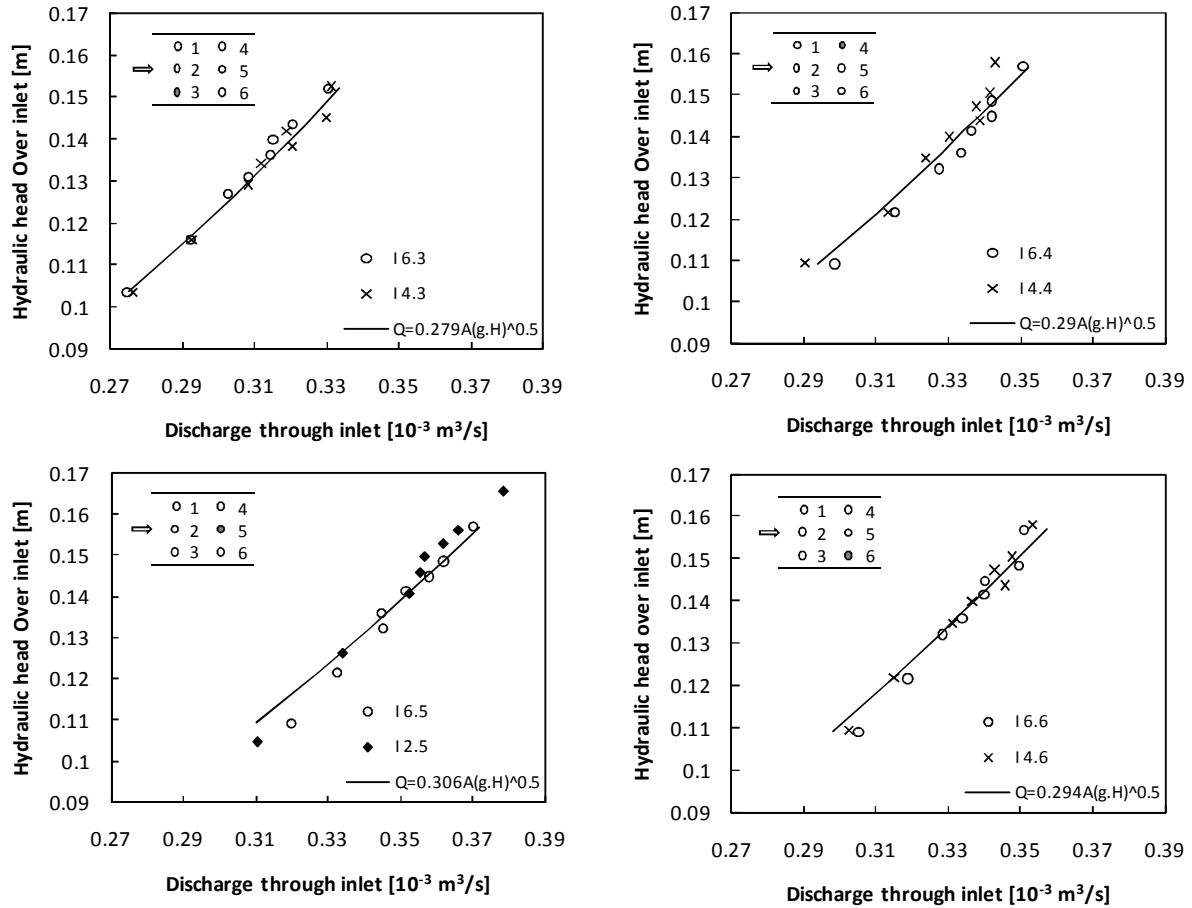 Hydraulic head Over inlet [m]
0.17
0.16
0.15
0.14
0.13
0.12
0.11
0.1
0.09
1 4
2 5
3 6
I 6.3
I 4.3
Q=0.279A(g.H)^0.5
0.27 0.29 0.31 0.33 0.35 0.37 0.39
Discharge through inlet [10⁻³ m³/s]
Hydraulic head Over inlet [m]
0.17
0.16
0.15
0.14
0.13
0.12
0.11
0.1
0.09
1 4
2 5
3 6
I 6.4
I 4.4
Q=0.29A(g.H)^0.5
0.27 0.29 0.31 0.33 0.35 0.37 0.39
Discharge through inlet [10⁻³ m³/s]
Hydraulic head Over inlet [m]
0.17
0.16
0.15
0.14
0.13
0.12
0.11
0.1
0.09
1 4
2 5
3 6
I 6.5
I 2.5
Q=0.306A(g.H)^0.5
0.27 0.29 0.31 0.33 0.35 0.37 0.39
Discharge through inlet [10⁻³ m³/s]
Hydraulic head over inlet [m]
0.17
0.16
0.15
0.14
0.13
0.12
0.11
0.1
0.09
1 4
2 5
3 6
I 6.6
I 4.6
Q=0.294A(g.H)^0.5
0.27 0.29 0.31 0.33 0.35 0.37 0.39
Discharge through inlet [10⁻³ m³/s]